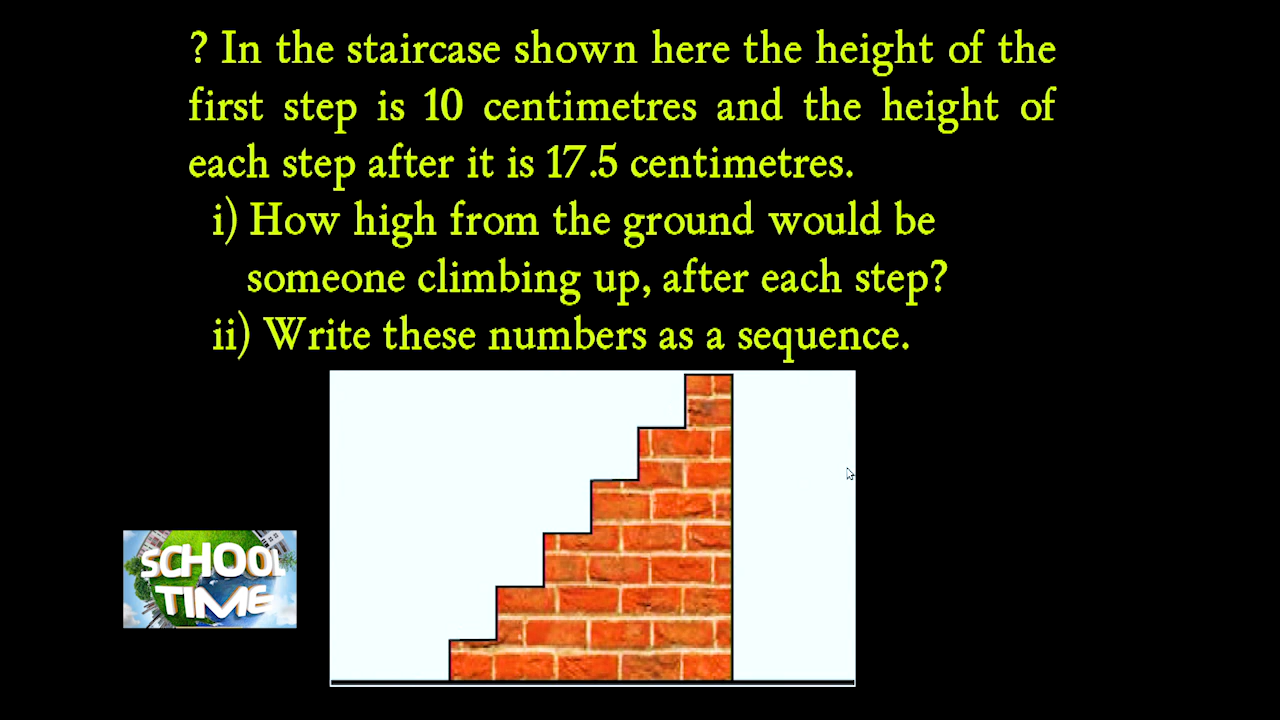 ? In the staircase shown here the height of the
first step is 10 centimetres and the height of
each step after it is 17.5 centimetres.
i) How high from the ground would be
someone climbing up, after each step?
ii) Write these numbers as a sequence.
SCHOOL
TIME